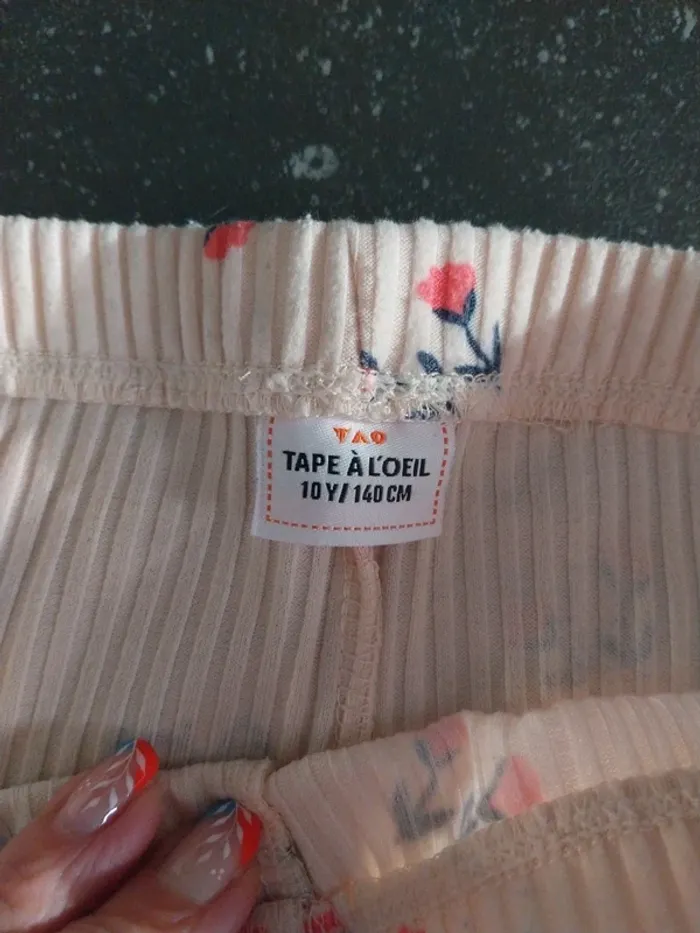 TAO
TAPE À L'OEIL
10 Y/ 140 CM